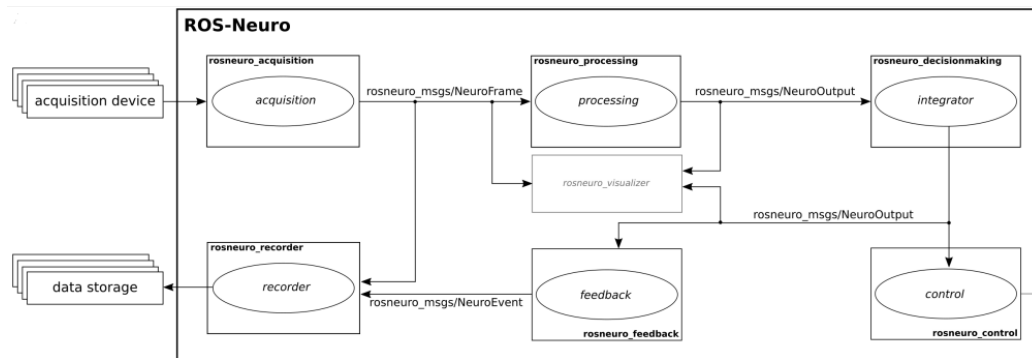 ROS-Neuro
rosneuro_acquisition
rosneuro_processing
rosneuro_decisionmaking
acquisition device
acquisition
rosneuro_msgs/NeuroFrame
processing
rosneuro_msgs/NeuroOutput
integrator
rosneuro_visualizer
rosneuro_msgs/NeuroOutput
rosneuro_recorder
data storage
recorder
rosneuro_msgs/NeuroEvent
feedback
control
rosneuro_feedback
rosneuro_control